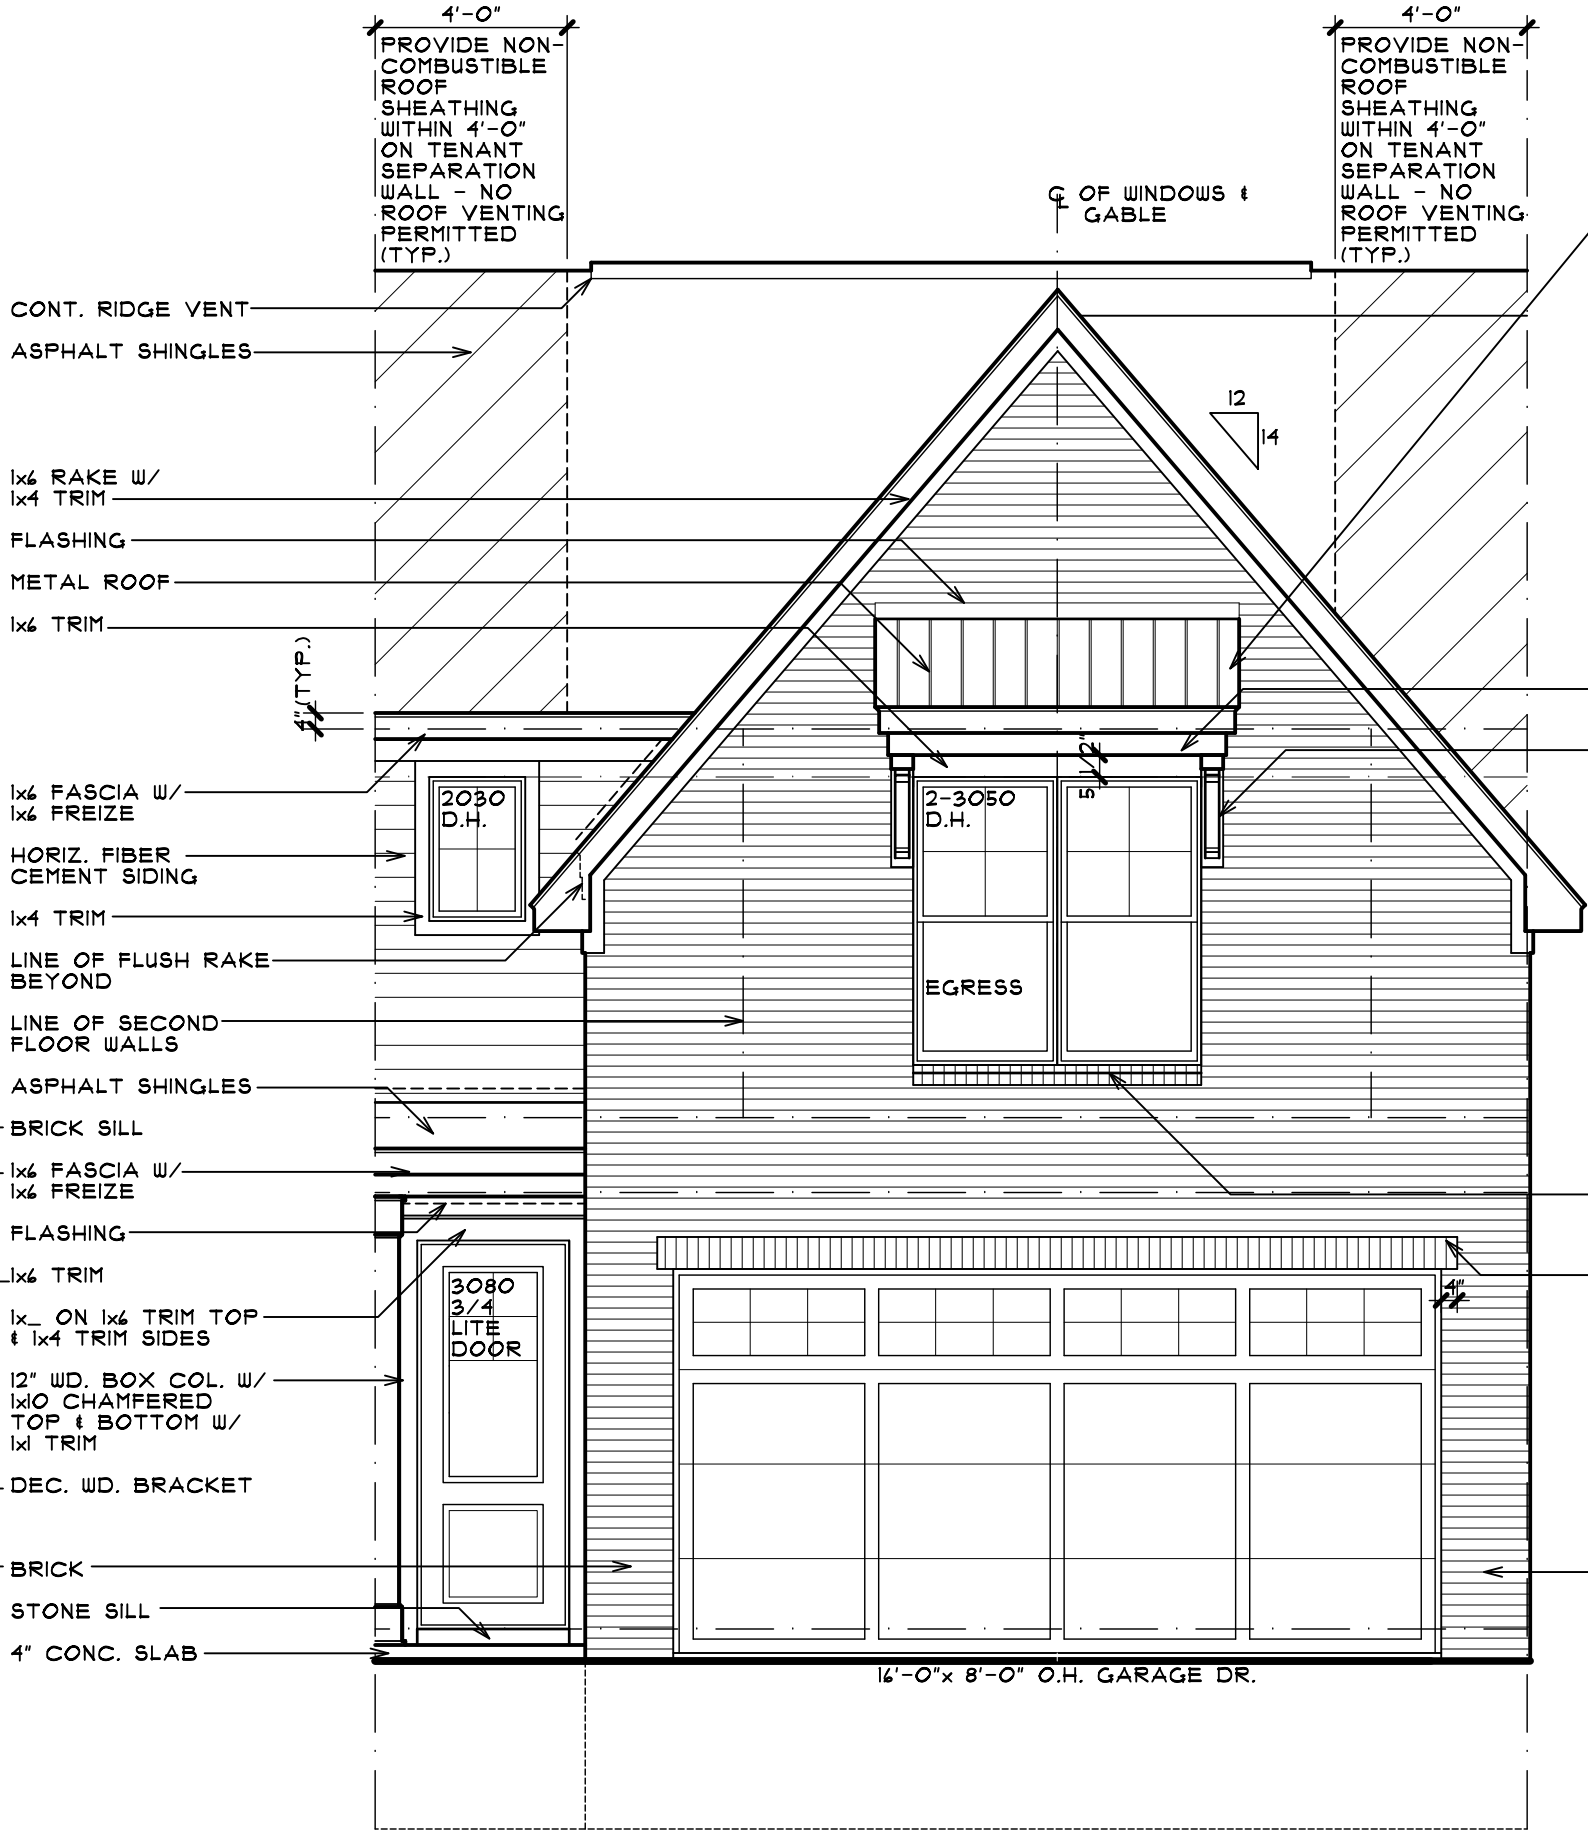 4'-0"
PROVIDE NON-
COMBUSTIBLE
ROOF
SHEATHING
WITHIN 4'-0"
ON TENANT
SEPARATION
WALL - NO
ROOF VENTING
PERMITTED
(TYP.)
4'-0"
PROVIDE NON-
COMBUSTIBLE
ROOF
SHEATHING
WITHIN 4'-0"
ON TENANT
SEPARATION
WALL - NO
ROOF VENTING
PERMITTED
(TYP.)
℄ OF WINDOWS &
GABLE
CONT. RIDGE VENT
ASPHALT SHINGLES
12
14
1x6 RAKE W/
1x4 TRIM
FLASHING
METAL ROOF
1x6 TRIM
4" (TYP.)
1x6 FASCIA W/
1x6 FREIZE
HORIZ. FIBER
CEMENT SIDING
1x4 TRIM
LINE OF FLUSH RAKE
BEYOND
LINE OF SECOND
FLOOR WALLS
ASPHALT SHINGLES
BRICK SILL
1x6 FASCIA W/
1x6 FREIZE
FLASHING
1x6 TRIM
1x_ ON 1x6 TRIM TOP
& 1x4 TRIM SIDES
12" WD. BOX COL. W/
1x10 CHAMFERED
TOP & BOTTOM W/
1x1 TRIM
DEC. WD. BRACKET
BRICK
STONE SILL
4" CONC. SLAB
2030
D.H.
2-3050
D.H.
5 1/2"
EGRESS
3080
3/4
LITE
DOOR
4"
16'-0"x 8'-0" O.H. GARAGE DR.